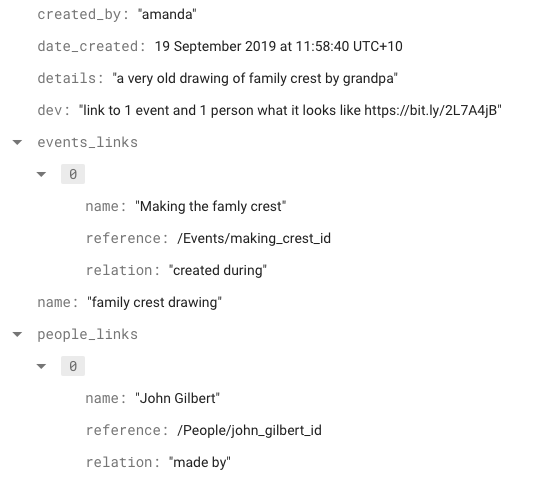 created_by: "amanda"
date_created: 19 September 2019 at 11:58:40 UTC+10
details: "a very old drawing of family crest by grandpa"
dev: "link to 1 event and 1 person what it looks like https://bit.ly/2L7A4jB"
events_links
0
name: "Making the famly crest"
reference: /Events/making_crest_id
relation: "created during"
name: "family crest drawing"
people_links
0
name: "John Gilbert"
reference: /People/john_gilbert_id
relation: "made by"